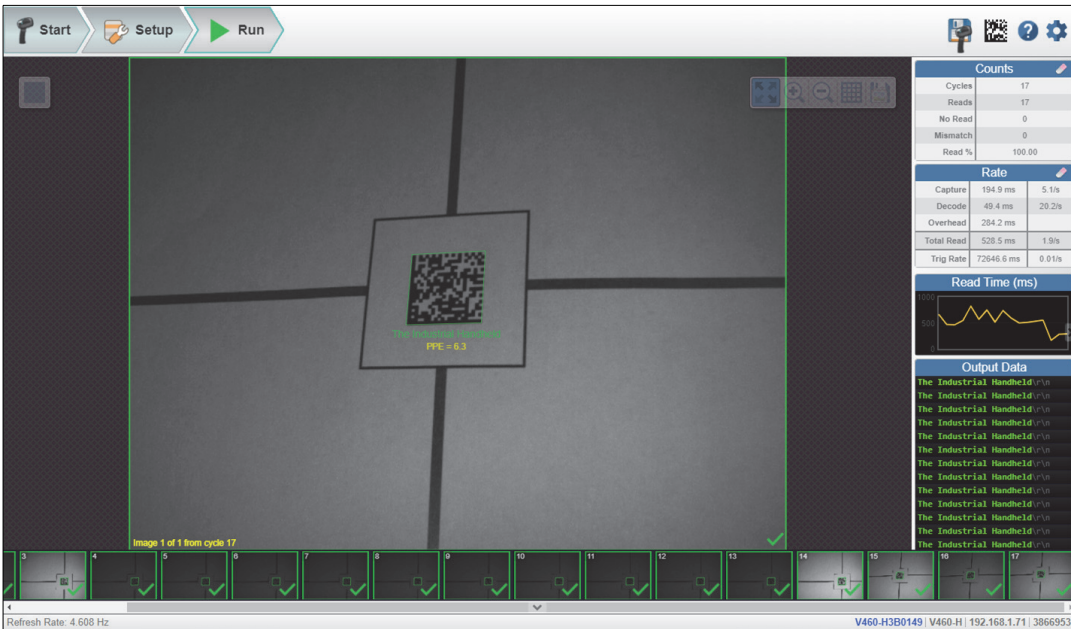 Start
Setup
Run
Counts
Cycles 17
Reads 17
No Read 0
Mismatch 0
Read % 100.00
Rate
Capture 194.9 ms 5.1/s
Decode 49.4 ms 20.2/s
Overhead 284.2 ms
Total Read 528.5 ms 1.9/s
Trig Rate 72646.6 ms 0.01/s
Read Time (ms)
1000
500
0
Output Data
The Industrial Handheld\r\n
The Industrial Handheld\r\n
The Industrial Handheld\r\n
The Industrial Handheld\r\n
The Industrial Handheld\r\n
The Industrial Handheld\r\n
The Industrial Handheld\r\n
The Industrial Handheld\r\n
The Industrial Handheld\r\n
The Industrial Handheld\r\n
The Industrial Handheld\r\n
The Industrial Handheld\r\n
The Industrial Handheld\r\n
The Industrial Handheld
PPE = 6.3
Image 1 of 1 from cycle 17
3 4 5 6 7 8 9 10 11 12 13 14 15 16 17
Refresh Rate: 4.608 Hz
V460-H3B0149 | V460-H | 192.168.1.71 | 3866953